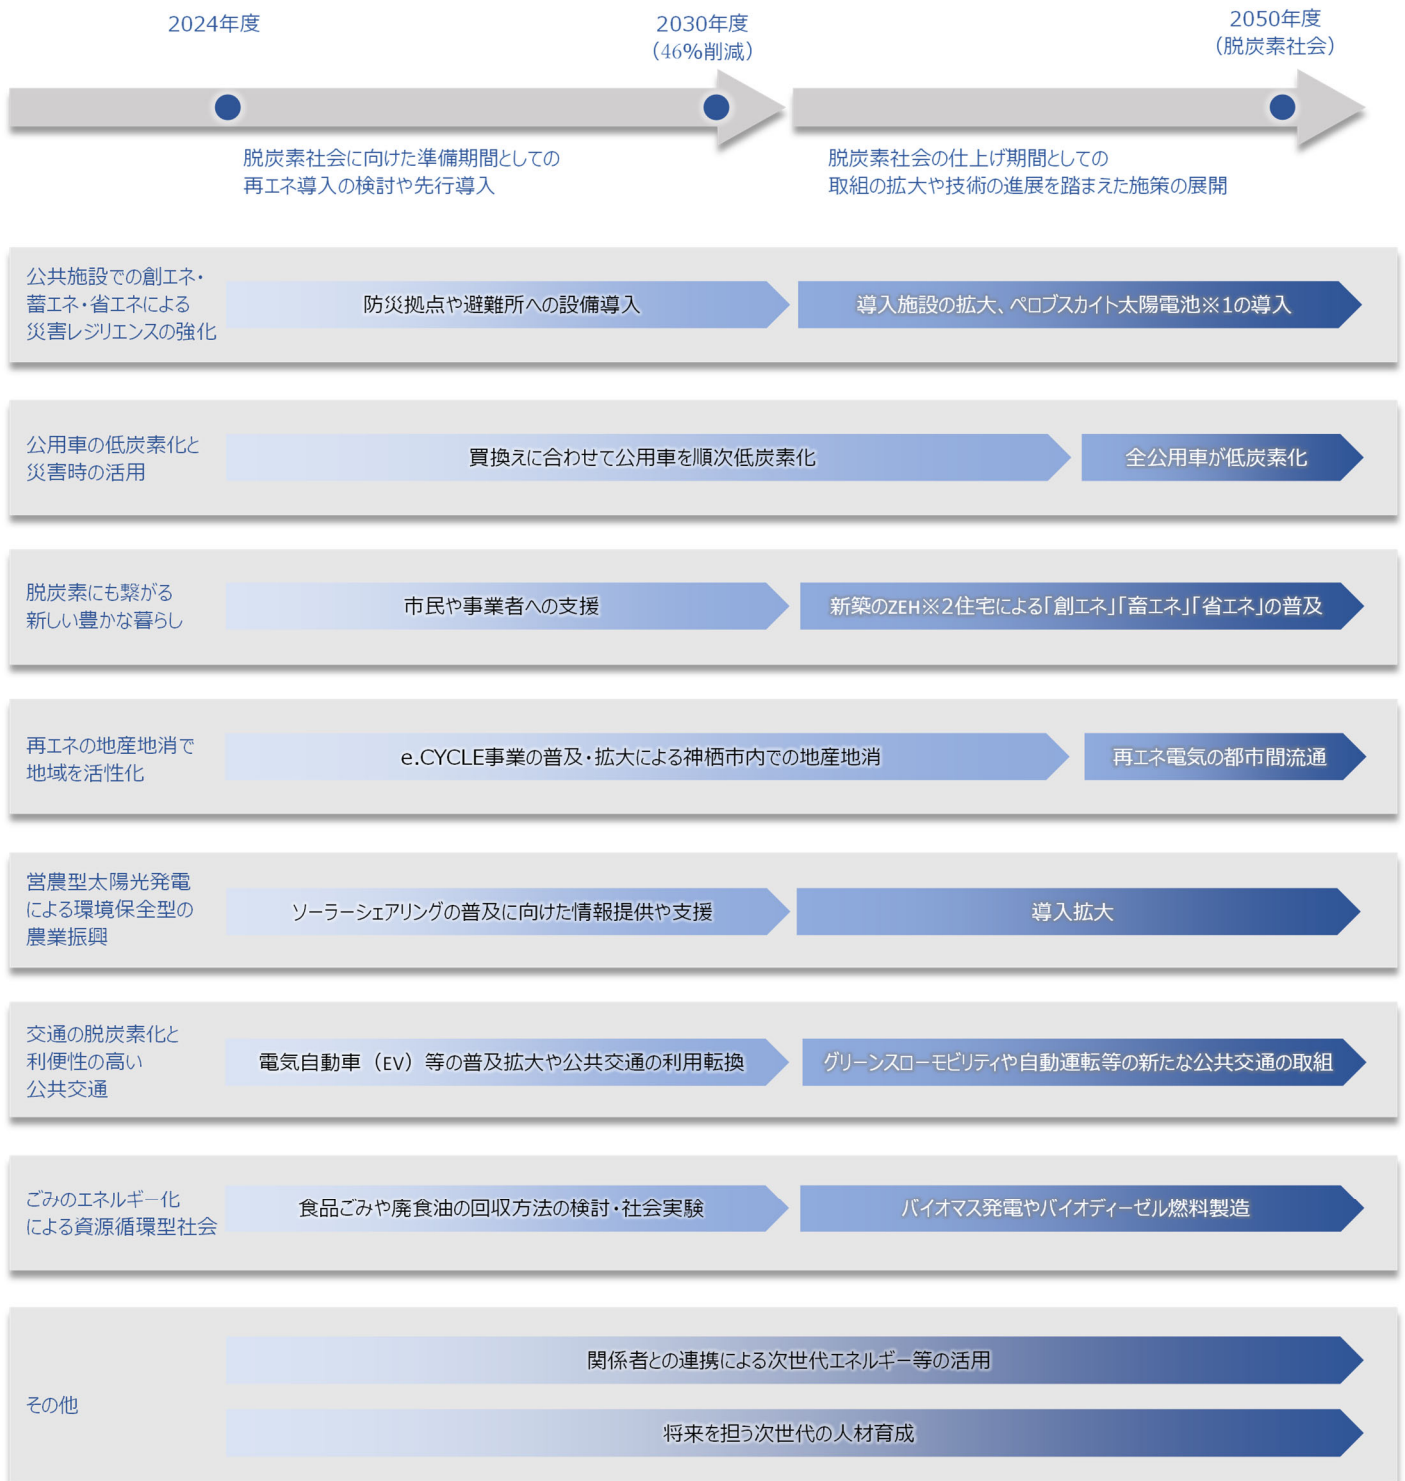 2024年度
2030年度
（46%削減）
2050年度
（脱炭素社会）
脱炭素社会に向けた準備期間としての
再エネ導入の検討や先行導入
脱炭素社会の仕上げ期間としての
取組の拡大や技術の進展を踏まえた施策の展開
公共施設での創エネ・
蓄エネ・省エネによる
災害レジリエンスの強化
防災拠点や避難所への設備導入
導入施設の拡大、ペロブスカイト太陽電池※1の導入
公用車の低炭素化と
災害時の活用
買換えに合わせて公用車を順次低炭素化
全公用車が低炭素化
脱炭素にも繋がる
新しい豊かな暮らし
市民や事業者への支援
新築のZEH※2住宅による「創エネ」「畜エネ」「省エネ」の普及
再エネの地産地消で
地域を活性化
e.CYCLE事業の普及・拡大による神栖市内での地産地消
再エネ電気の都市間流通
営農型太陽光発電
による環境保全型の
農業振興
ソーラーシェアリングの普及に向けた情報提供や支援
導入拡大
交通の脱炭素化と
利便性の高い
公共交通
電気自動車（EV）等の普及拡大や公共交通の利用転換
グリーンスローモビリティや自動運転等の新たな公共交通の取組
ごみのエネルギー化
による資源循環型社会
食品ごみや廃食油の回収方法の検討・社会実験
バイオマス発電やバイオディーゼル燃料製造
その他
関係者との連携による次世代エネルギー等の活用
将来を担う次世代の人材育成